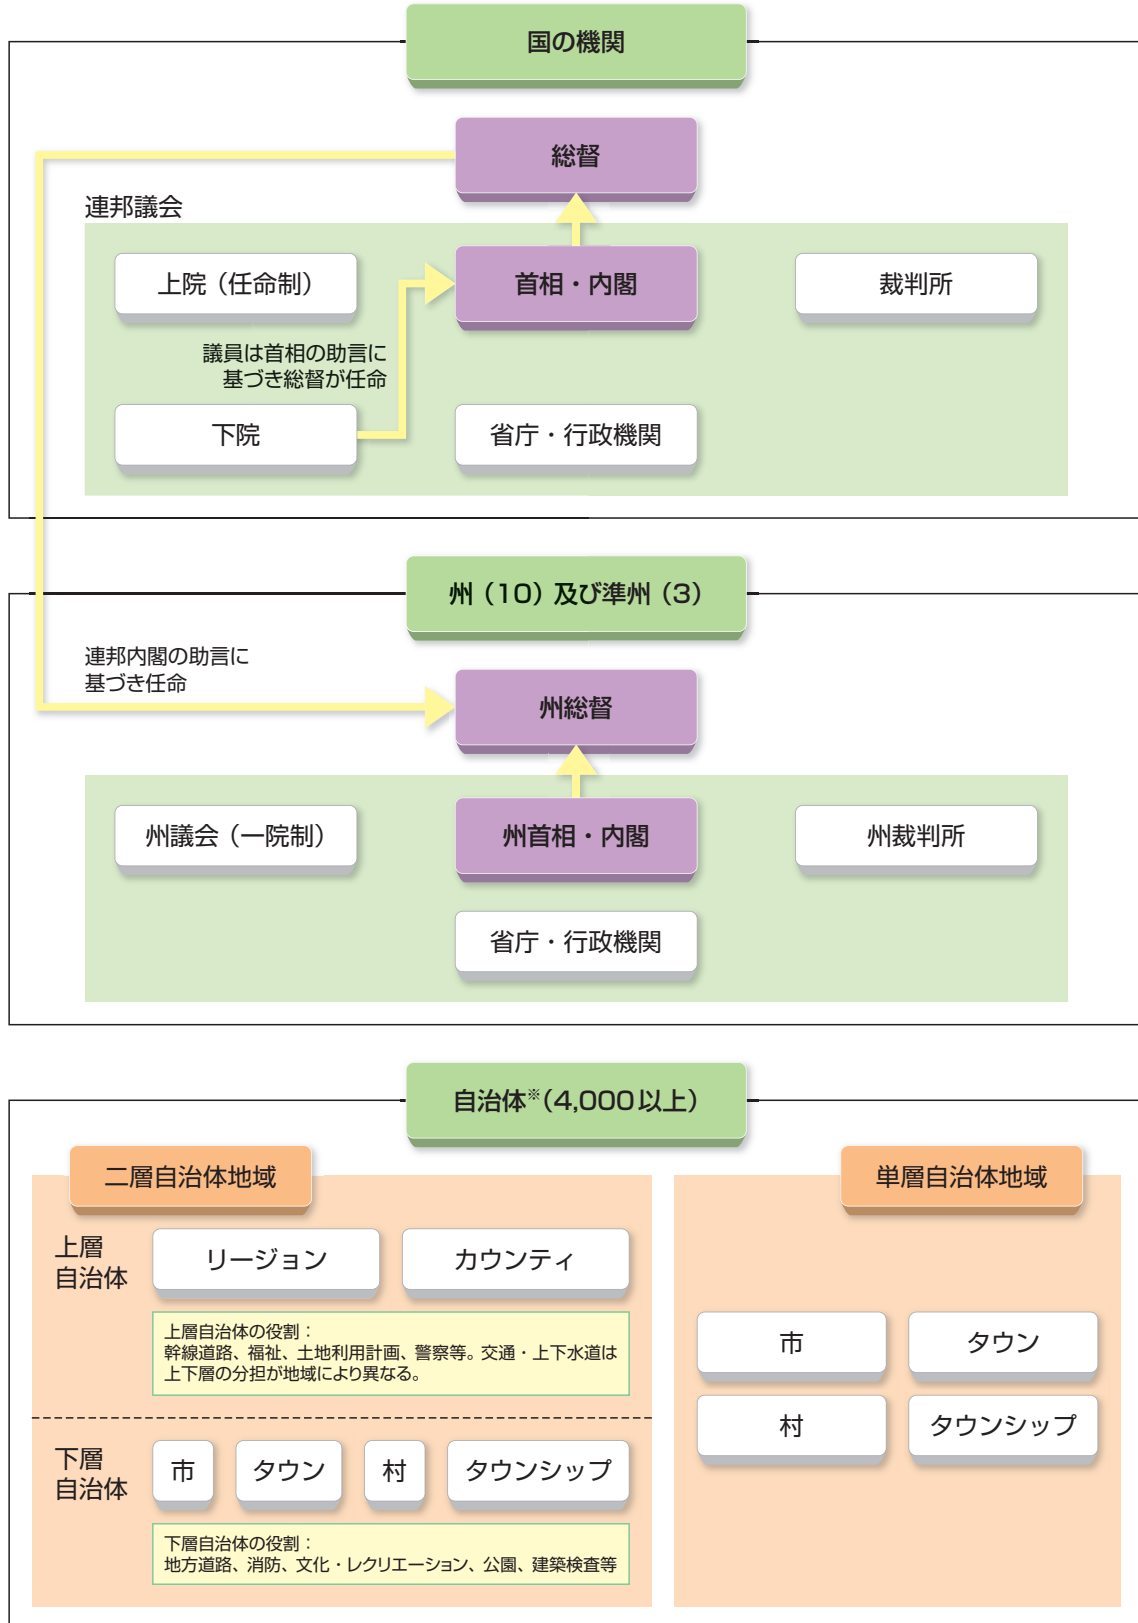 国の機関
総督
連邦議会
上院（任命制）
首相・内閣
裁判所
議員は首相の助言に
基づき総督が任命
下院
省庁・行政機関
州（10）及び準州（3）
連邦内閣の助言に
基づき任命
州総督
州議会（一院制）
州首相・内閣
州裁判所
省庁・行政機関
自治体※（4,000以上）
二層自治体地域
上層
自治体
リージョン
カウンティ
上層自治体の役割：
幹線道路、福祉、土地利用計画、警察等。交通・上下水道は
上下層の分担が地域により異なる。
下層
自治体
市
タウン
村
タウンシップ
下層自治体の役割：
地方道路、消防、文化・レクリエーション、公園、建築検査等
単層自治体地域
市
タウン
村
タウンシップ